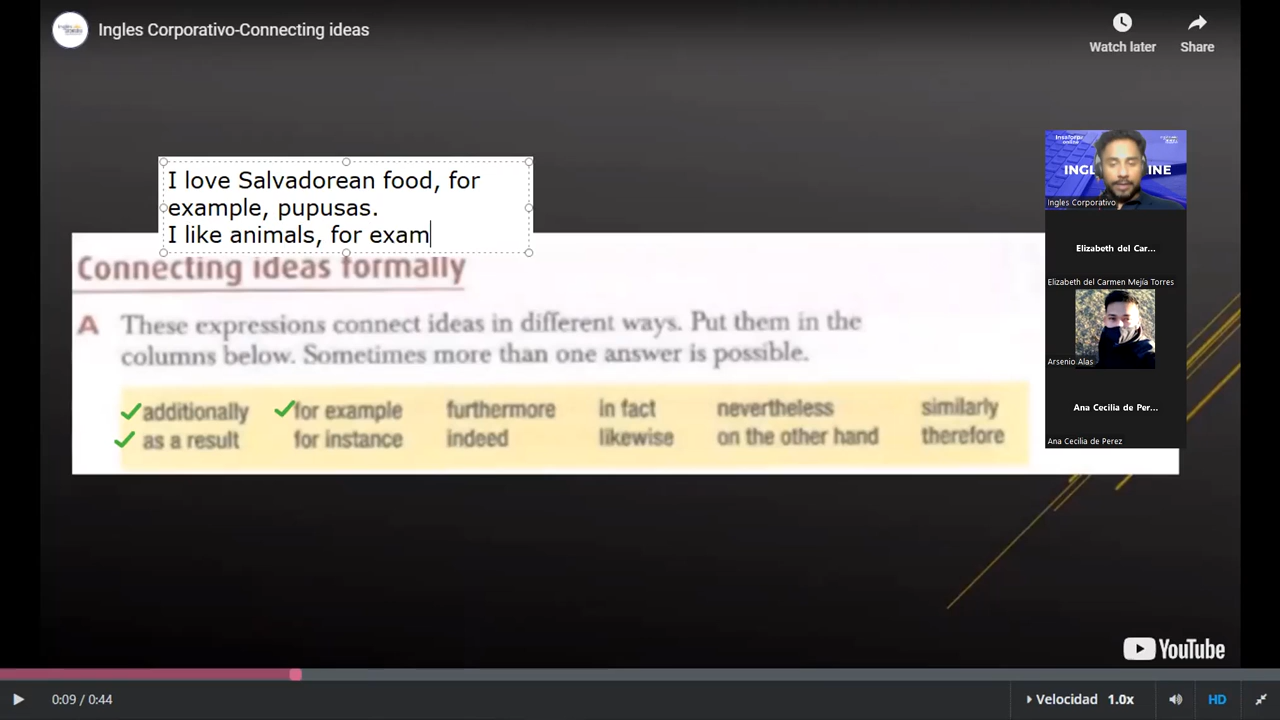 Ingles Corporativo-Connecting ideas
Watch later
Share
I love Salvadorean food, for
example, pupusas.
I like animals, for exam
Connecting ideas formally
A These expressions connect ideas in different ways. Put them in the
columns below. Sometimes more than one answer is possible.
additionally for example furthermore in fact nevertheless similarly
as a result for instance indeed likewise on the other hand therefore
INGL INE
Ingles Corporativo
Elizabeth del Car...
Elizabeth del Carmen Mejía Torres
Arsenio Alas
Ana Cecilia de Per...
Ana Cecilia de Perez
YouTube
0:09 / 0:44
Velocidad 1.0x
HD